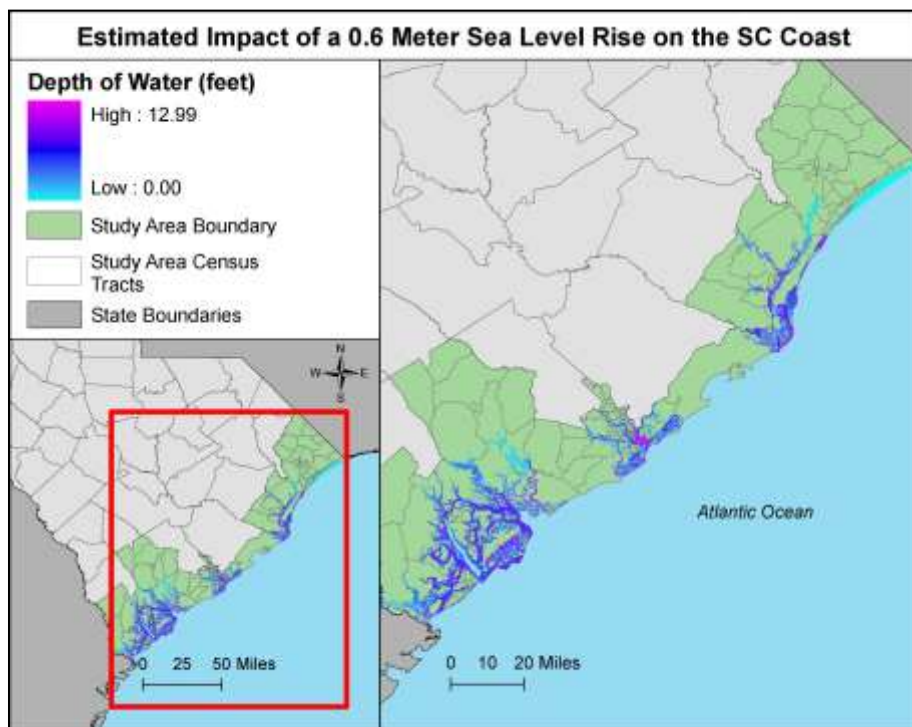 Estimated Impact of a 0.6 Meter Sea Level Rise on the SC Coast
Depth of Water (feet)
High : 12.99
Low : 0.00
Study Area Boundary
Study Area Census
Tracts
State Boundaries
N
W E
S
0 25 50 Miles
Atlantic Ocean
0 10 20 Miles